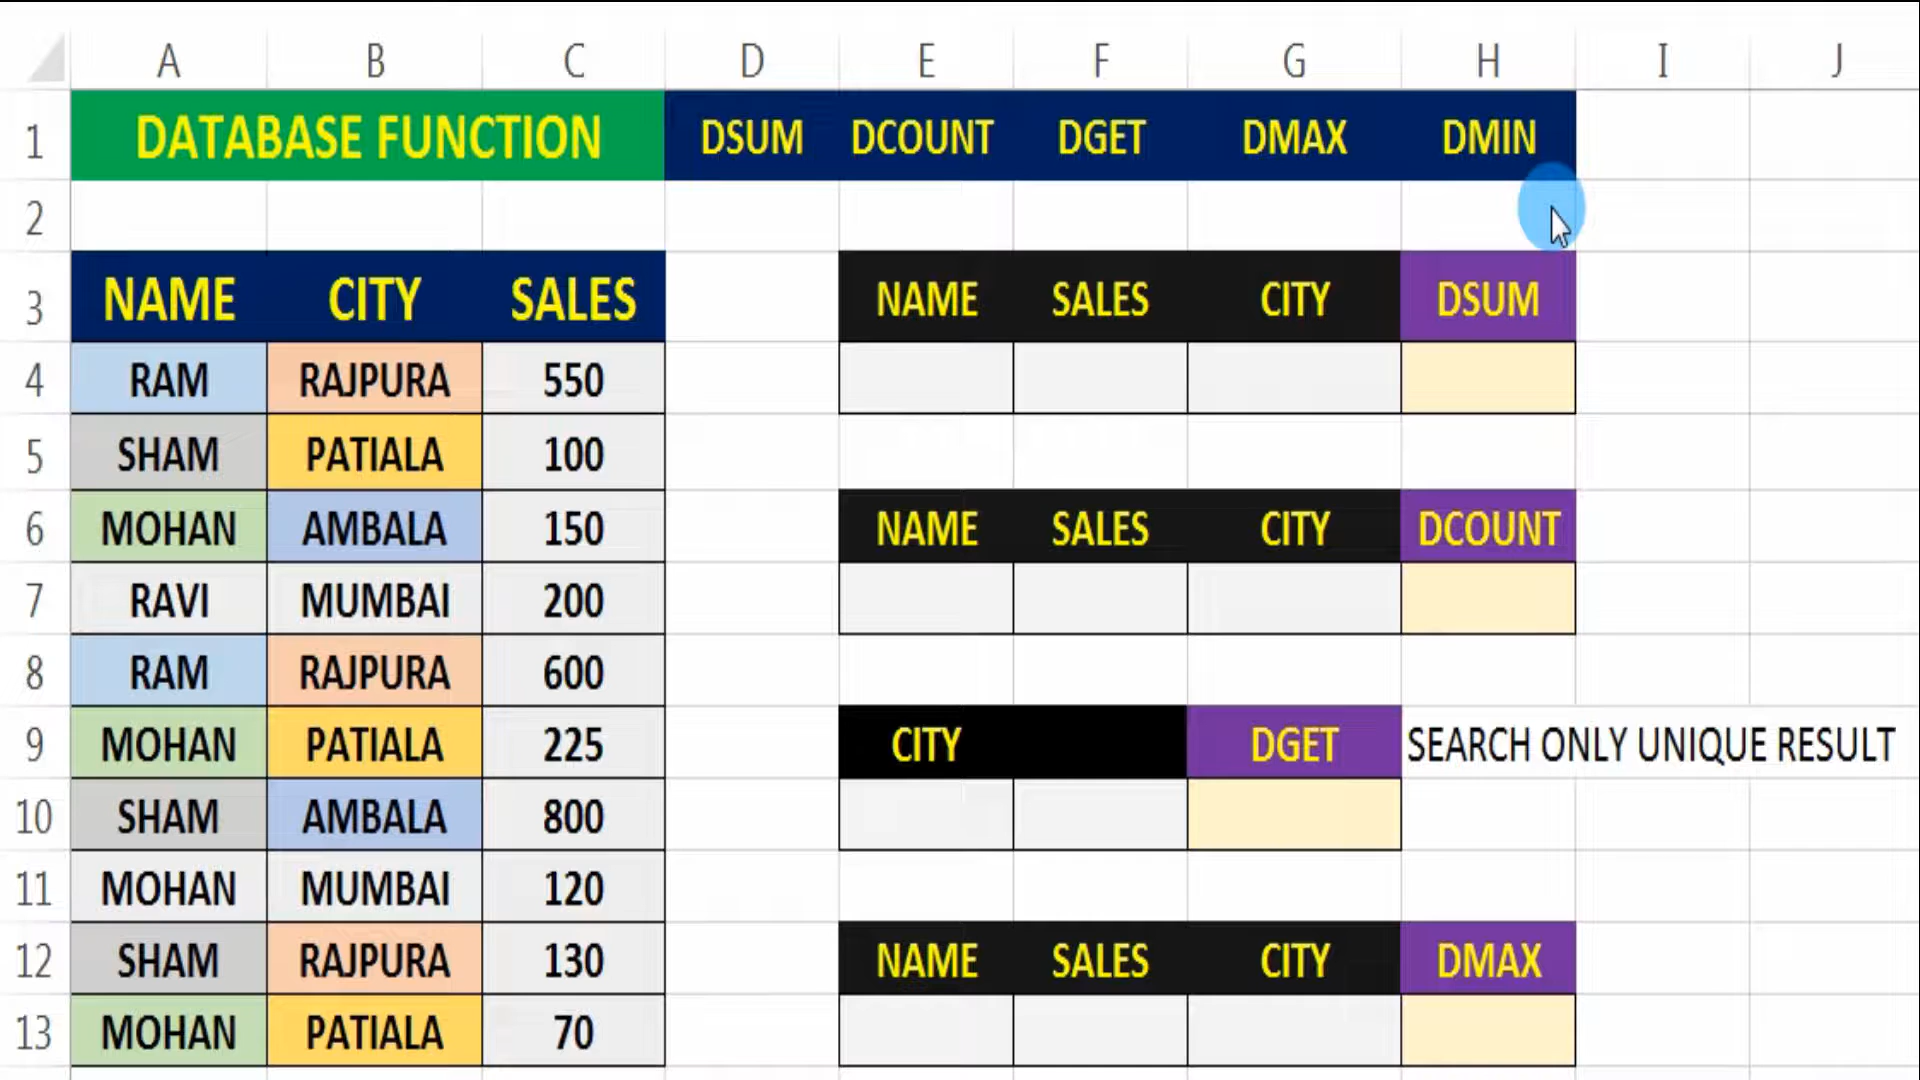 A B C D E F G H I J
1 DATABASE FUNCTION DSUM DCOUNT DGET DMAX DMIN
2
3 NAME CITY SALES NAME SALES CITY DSUM
4 RAM RAJPURA 550
5 SHAM PATIALA 100
6 MOHAN AMBALA 150 NAME SALES CITY DCOUNT
7 RAVI MUMBAI 200
8 RAM RAJPURA 600
9 MOHAN PATIALA 225 CITY DGET SEARCH ONLY UNIQUE RESULT
10 SHAM AMBALA 800
11 MOHAN MUMBAI 120
12 SHAM RAJPURA 130 NAME SALES CITY DMAX
13 MOHAN PATIALA 70